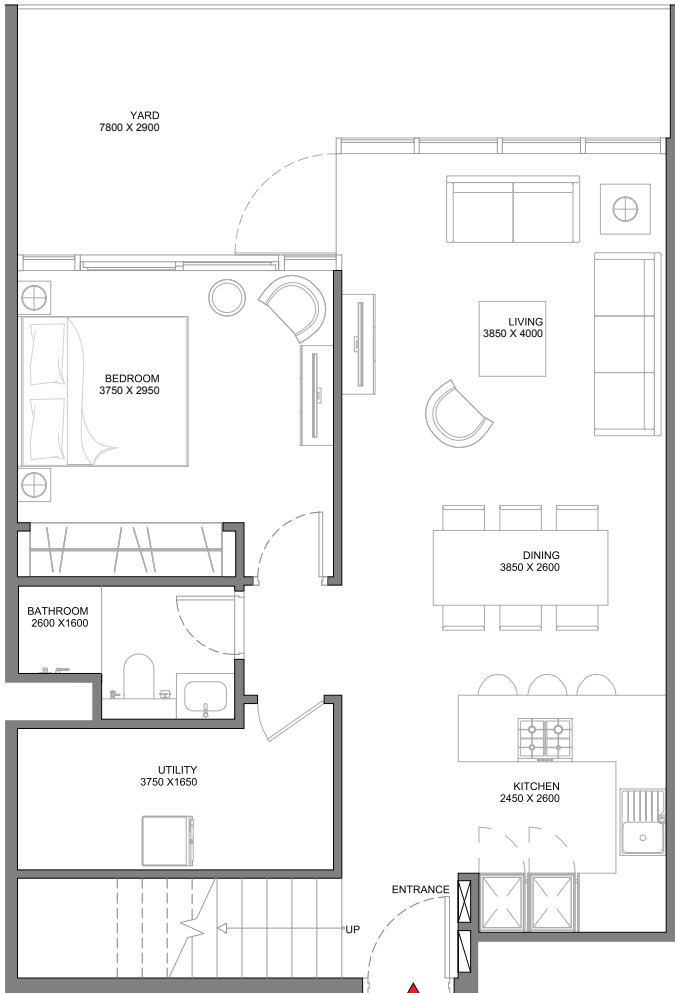 YARD
7800 X 2900
LIVING
3850 X 4000
BEDROOM
3750 X 2950
DINING
3850 X 2600
BATHROOM
2600 X1600
UTILITY
3750 X1650
KITCHEN
2450 X 2600
ENTRANCE
UP